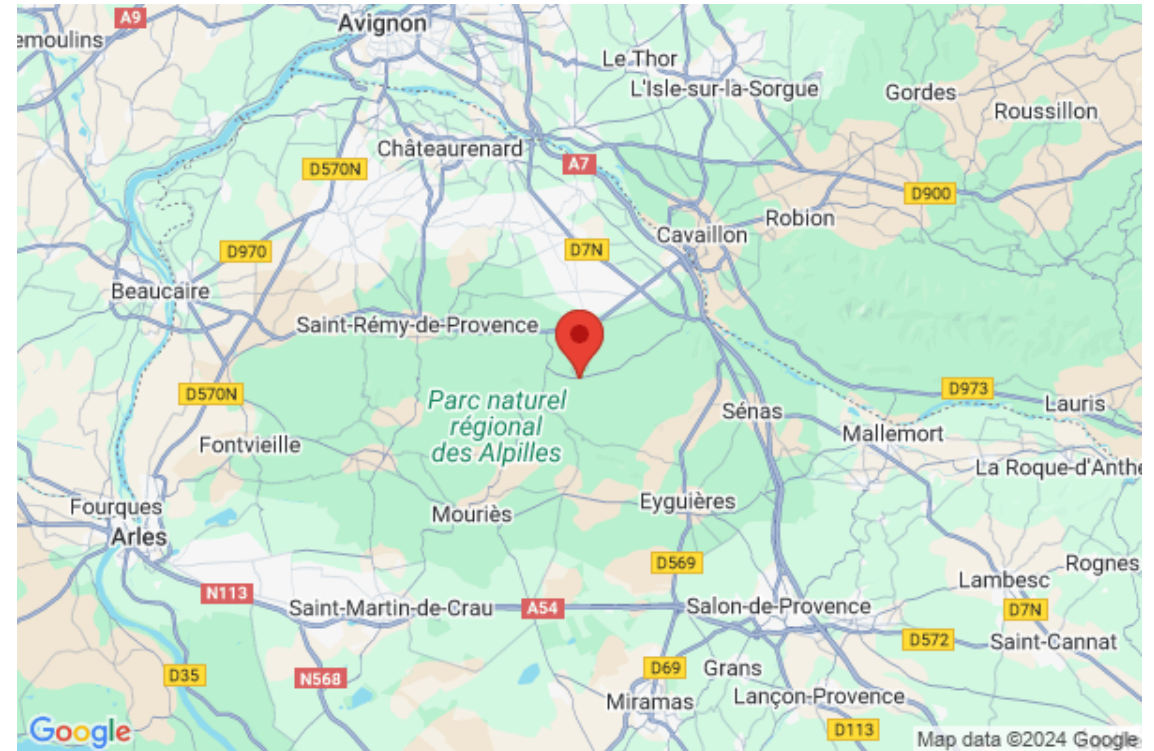 A9
Avignon
emoulins
Le Thor
L'Isle-sur-la-Sorgue
Gordes
Roussillon
Châteaurenard
D570N
A7
D900
Robion
Cavaillon
D970
D7N
Beaucaire
Saint-Rémy-de-Provence
D570N
Parc naturel
régional
des Alpilles
D973
Lauris
Sénas
Mallemort
Fontvieille
La Roque-d'Anthe
Eyguières
Mouriès
Fourques
Arles
D569
Rognes
Lambesc
N113
Saint-Martin-de-Crau
A54
Salon-de-Provence
D7N
D572
Saint-Cannat
D35
N568
D69
Grans
Miramas
Lançon-Provence
D113
Google
Map data ©2024 Google